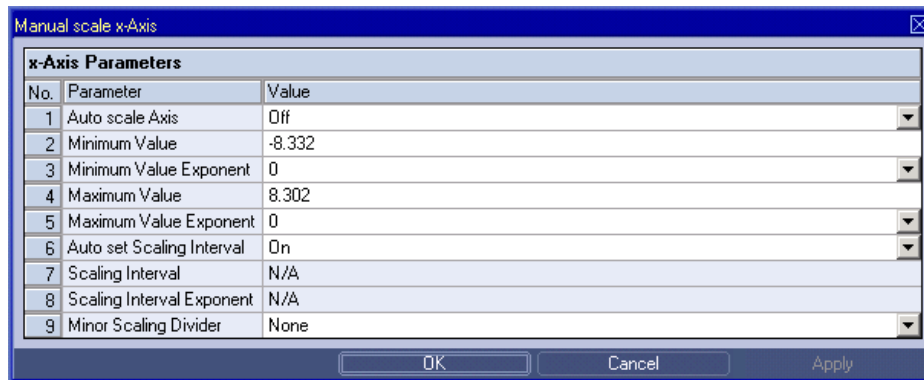 Manual scale x-Axis
x-Axis Parameters
No. Parameter Value
1 Auto scale Axis Off
2 Minimum Value -8.332
3 Minimum Value Exponent 0
4 Maximum Value 8.302
5 Maximum Value Exponent 0
6 Auto set Scaling Interval On
7 Scaling Interval N/A
8 Scaling Interval Exponent N/A
9 Minor Scaling Divider None
OK Cancel Apply